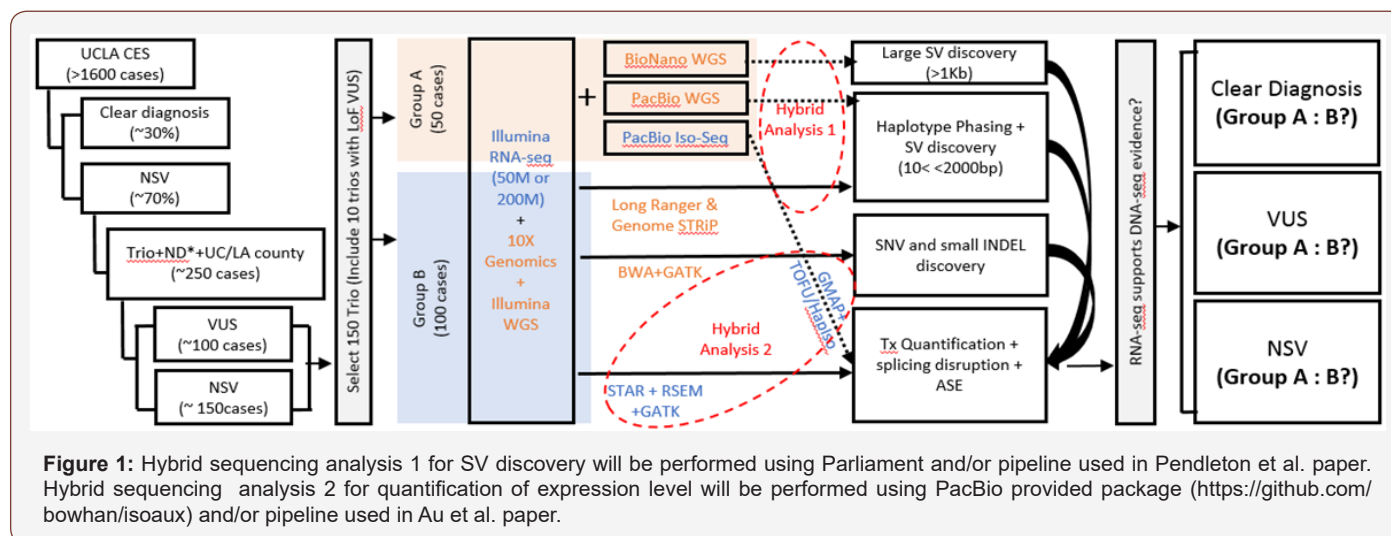 UCLA CES
(>1600 cases)
Clear diagnosis
(~30%)
NSV
(~70%)
Trio+ND*+UC/LA county
(~250 cases)
VUS
(~100 cases)
NSV
(~ 150cases)
Select 150 Trio (Include 10 trios with LoF VUS)
Group A
(50 cases)
Group B
(100 cases)
Illumina
RNA-seq
(50M or
200M)
+
10X
Genomics
+
Illumina
WGS
+
BioNano WGS
PacBio WGS
PacBio Iso-Seq
Hybrid
Analysis 1
Long Ranger &
Genome STRiP
BWA+GATK
GMAP+
TOFU/HapIso
Hybrid
Analysis 2
STAR + RSEM
+GATK
Large SV discovery
(>1Kb)
Haplotype Phasing +
SV discovery
(10< <2000bp)
SNV and small INDEL
discovery
Tx Quantification +
splicing disruption +
ASE
RNA-seq supports DNA-seq evidence?
Clear Diagnosis
(Group A : B?)
VUS
(Group A : B?)
NSV
(Group A : B?)
Figure 1: Hybrid sequencing analysis 1 for SV discovery will be performed using Parliament and/or pipeline used in Pendleton et al. paper.
Hybrid sequencing analysis 2 for quantification of expression level will be performed using PacBio provided package (https://github.com/
bowhan/isoaux) and/or pipeline used in Au et al. paper.